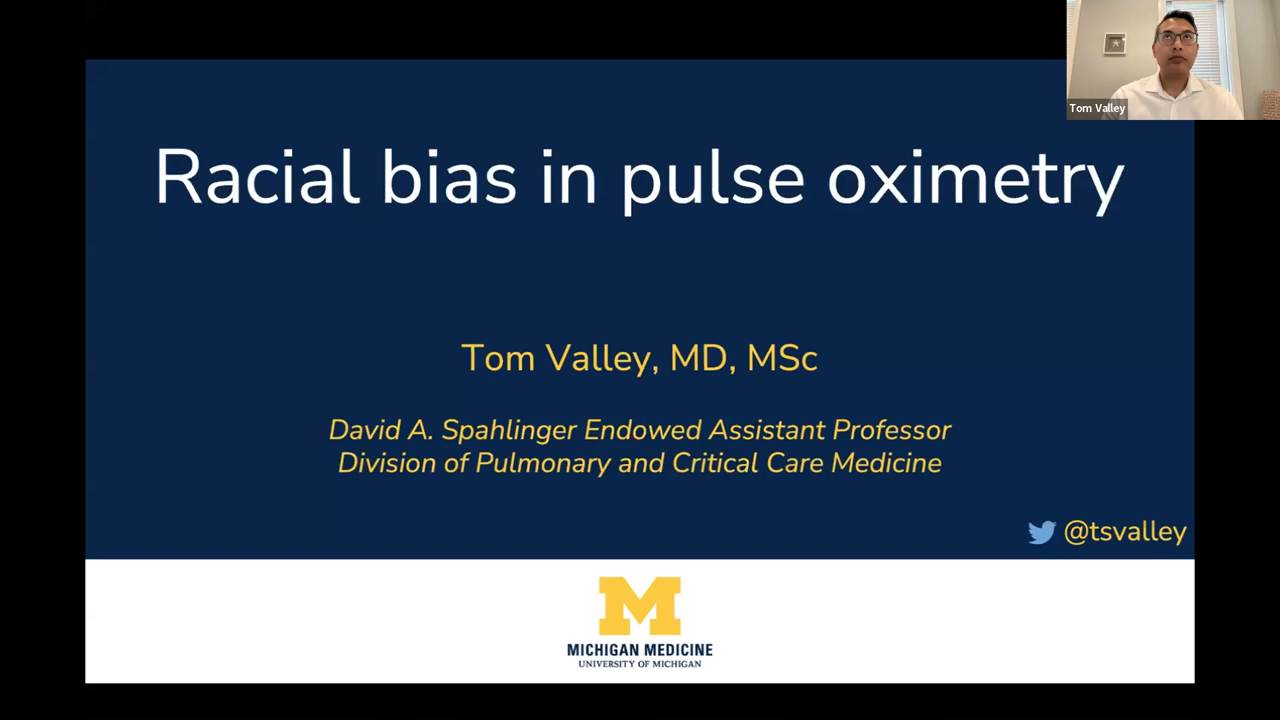 Tom Valley
Racial bias in pulse oximetry
Tom Valley, MD, MSc
David A. Spahlinger Endowed Assistant Professor
Division of Pulmonary and Critical Care Medicine
@tsvalley
M
MICHIGAN MEDICINE
UNIVERSITY OF MICHIGAN